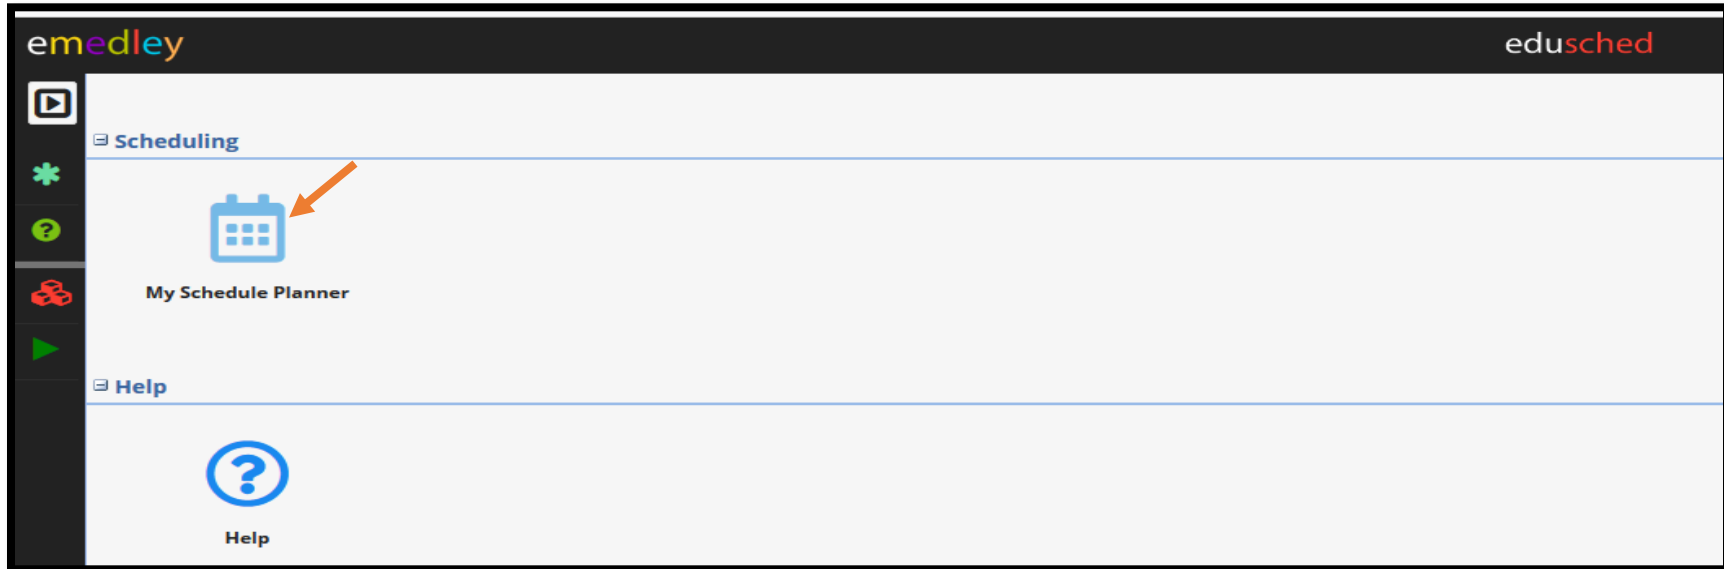 emedley
edusched
Scheduling
My Schedule Planner
Help
Help